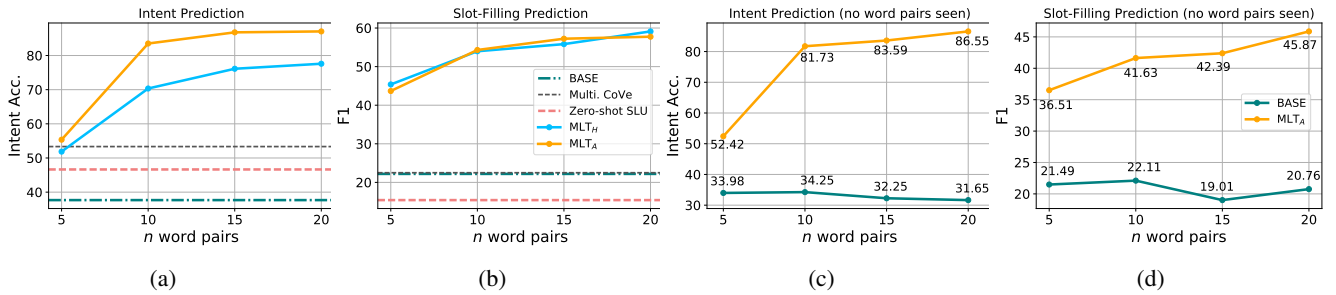 Intent Prediction
Intent Acc.
80
70
60
50
40
5 10 15 20
n word pairs
(a)
Slot-Filling Prediction
F1
60
50
40
30
20
BASE
Multi. CoVe
Zero-shot SLU
MLT_H
MLT_A
5 10 15 20
n word pairs
(b)
Intent Prediction (no word pairs seen)
Intent Acc.
80
70
60
50
40
30
52.42
81.73
83.59
86.55
33.98
34.25
32.25
31.65
5 10 15 20
n word pairs
(c)
Slot-Filling Prediction (no word pairs seen)
F1
45
40
35
30
25
20
36.51
41.63
42.39
45.87
BASE
MLT_A
21.49
22.11
19.01
20.76
5 10 15 20
n word pairs
(d)